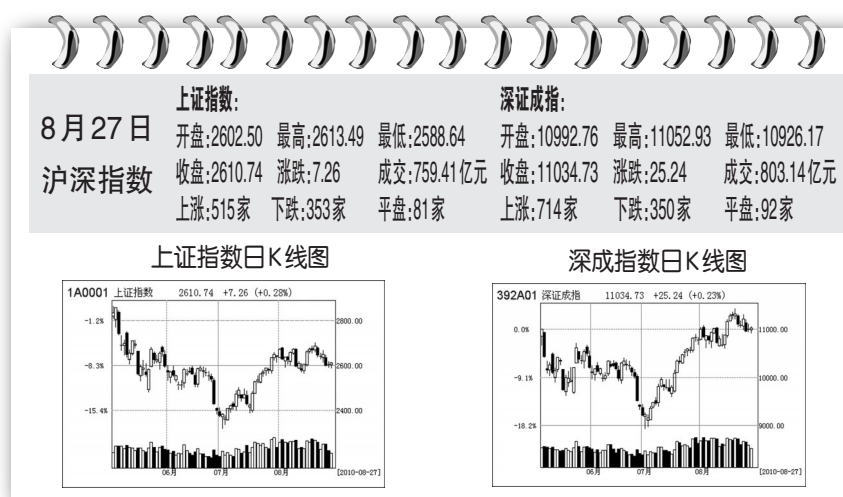 8月27日
沪深指数
上证指数:
开盘:2602.50 最高:2613.49 最低:2588.64
收盘:2610.74 涨跌:7.26 成交:759.41亿元
上涨:515家 下跌:353家 平盘:81家
深证成指:
开盘:10992.76 最高:11052.93 最低:10926.17
收盘:11034.73 涨跌:25.24 成交:803.14亿元
上涨:714家 下跌:350家 平盘:92家
上证指数日K线图
1A0001 上证指数 2610.74 +7.26 (+0.28%)
-1.2% 2800.00
-8.3% 2600.00
-15.4% 2400.00
06月 07月 08月 [2010-08-27]
深成指数日K线图
392A01 深证成指 11034.73 +25.24 (+0.23%)
0.0% 11000.00
-9.1% 10000.00
-18.2% 9000.00
06月 07月 08月 [2010-08-27]